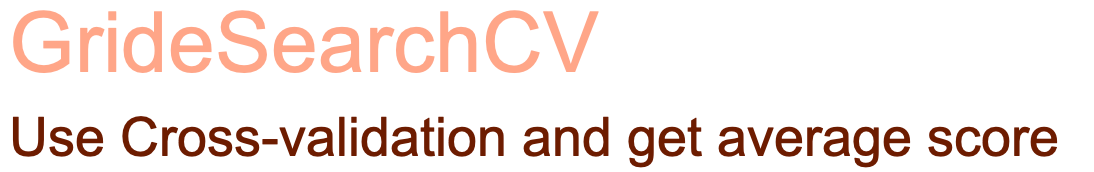 GrideSearchCV
Use Cross-validation and get average score